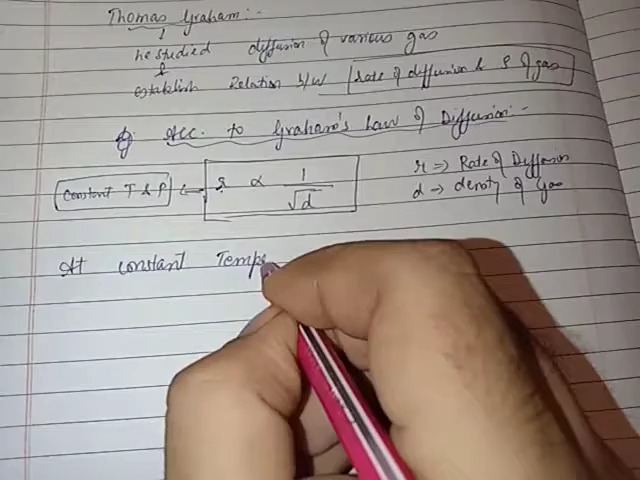 Thomas Graham:-
he studied diffusion of various gas
&
establish Relation b/w rate of diffusion & ρ of gas
Acc. to Graham's Law of Diffusion:-
Constant T & P ← r ∝ 1/√d
r => Rate of Diffusion
d → denoty of Gas
At constant Temp